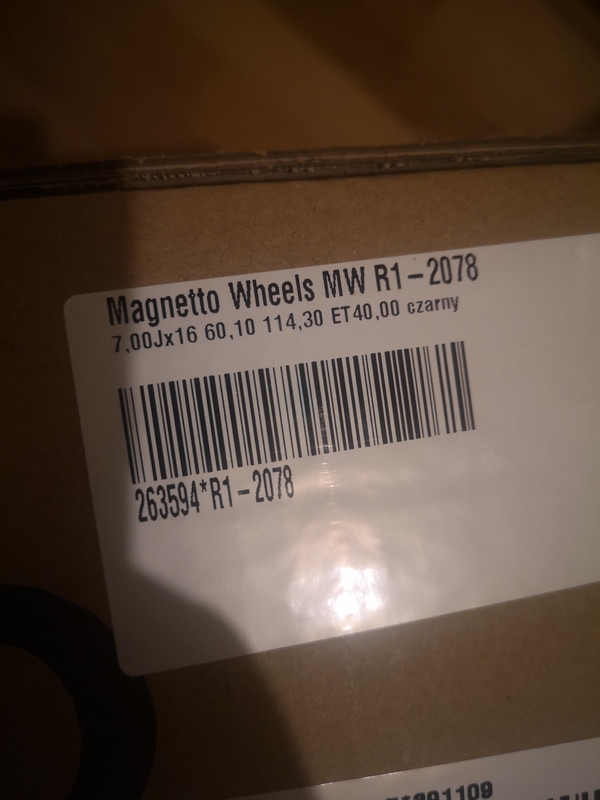 Magnetto Wheels MW R1-2078
7,00Jx16 60,10 114,30 ET40,00 czarny
263594*R1-2078